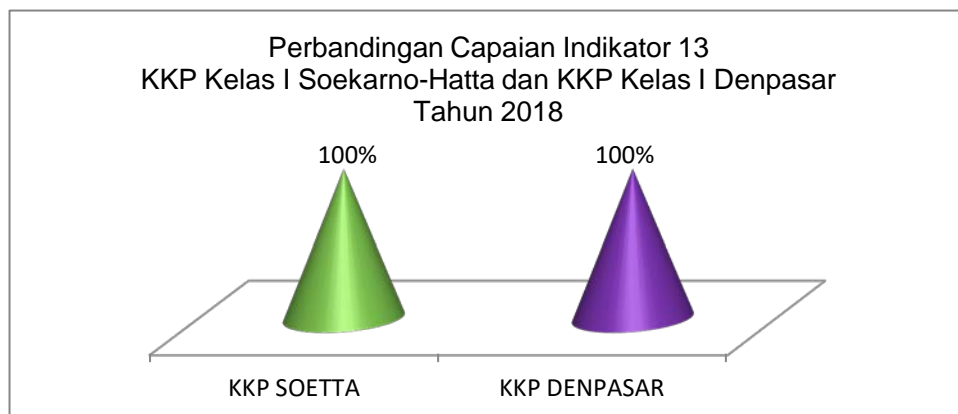 Perbandingan Capaian Indikator 13
KKP Kelas I Soekarno-Hatta dan KKP Kelas I Denpasar
Tahun 2018
100% 100%
KKP SOETTA KKP DENPASAR